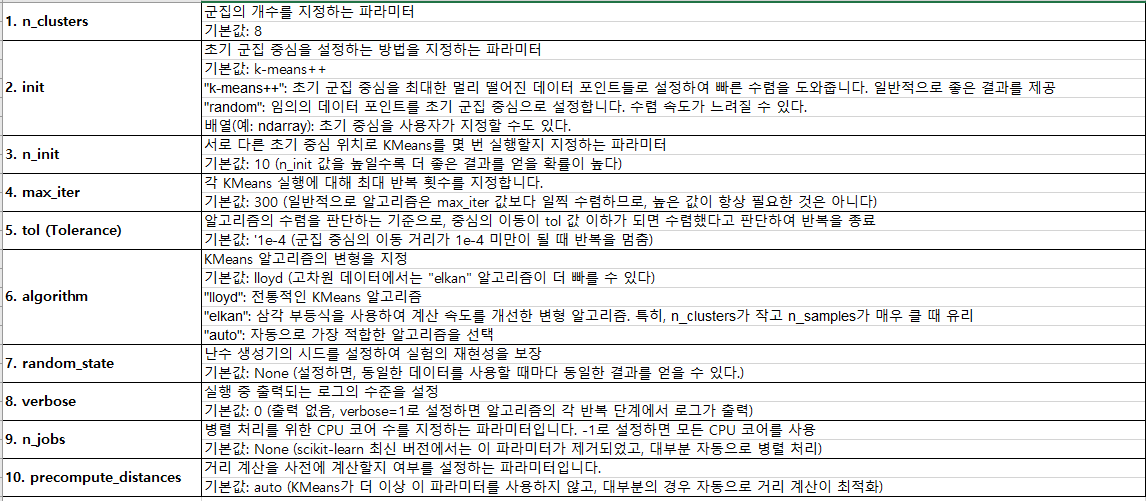 1. n_clusters
군집의 개수를 지정하는 파라미터
기본값: 8
2. init
초기 군집 중심을 설정하는 방법을 지정하는 파라미터
기본값: k-means++
"k-means++": 초기 군집 중심을 최대한 멀리 떨어진 데이터 포인트들로 설정하여 빠른 수렴을 도와줍니다. 일반적으로 좋은 결과를 제공
"random": 임의의 데이터 포인트를 초기 군집 중심으로 설정합니다. 수렴 속도가 느려질 수 있다.
배열(예: ndarray): 초기 중심을 사용자가 지정할 수도 있다.
3. n_init
서로 다른 초기 중심 위치로 KMeans를 몇 번 실행할지 지정하는 파라미터
기본값: 10 (n_init 값을 높일수록 더 좋은 결과를 얻을 확률이 높다)
4. max_iter
각 KMeans 실행에 대해 최대 반복 횟수를 지정합니다.
기본값: 300 (일반적으로 알고리즘은 max_iter 값보다 일찍 수렴하므로, 높은 값이 항상 필요한 것은 아니다)
5. tol (Tolerance)
알고리즘의 수렴을 판단하는 기준으로, 중심의 이동이 tol 값 이하가 되면 수렴했다고 판단하여 반복을 종료
기본값: '1e-4 (군집 중심의 이동 거리가 1e-4 미만이 될 때 반복을 멈춤)
6. algorithm
KMeans 알고리즘의 변형을 지정
기본값: lloyd (고차원 데이터에서는 "elkan" 알고리즘이 더 빠를 수 있다)
"lloyd": 전통적인 KMeans 알고리즘
"elkan": 삼각 부등식을 사용하여 계산 속도를 개선한 변형 알고리즘. 특히, n_clusters가 작고 n_samples가 매우 클 때 유리
"auto": 자동으로 가장 적합한 알고리즘을 선택
7. random_state
난수 생성기의 시드를 설정하여 실험의 재현성을 보장
기본값: None (설정하면, 동일한 데이터를 사용할 때마다 동일한 결과를 얻을 수 있다.)
8. verbose
실행 중 출력되는 로그의 수준을 설정
기본값: 0 (출력 없음, verbose=1로 설정하면 알고리즘의 각 반복 단계에서 로그가 출력)
9. n_jobs
병렬 처리를 위한 CPU 코어 수를 지정하는 파라미터입니다. -1로 설정하면 모든 CPU 코어를 사용
기본값: None (scikit-learn 최신 버전에서는 이 파라미터가 제거되었고, 대부분 자동으로 병렬 처리)
10. precompute_distances
거리 계산을 사전에 계산할지 여부를 설정하는 파라미터입니다.
기본값: auto (KMeans가 더 이상 이 파라미터를 사용하지 않고, 대부분의 경우 자동으로 거리 계산이 최적화)